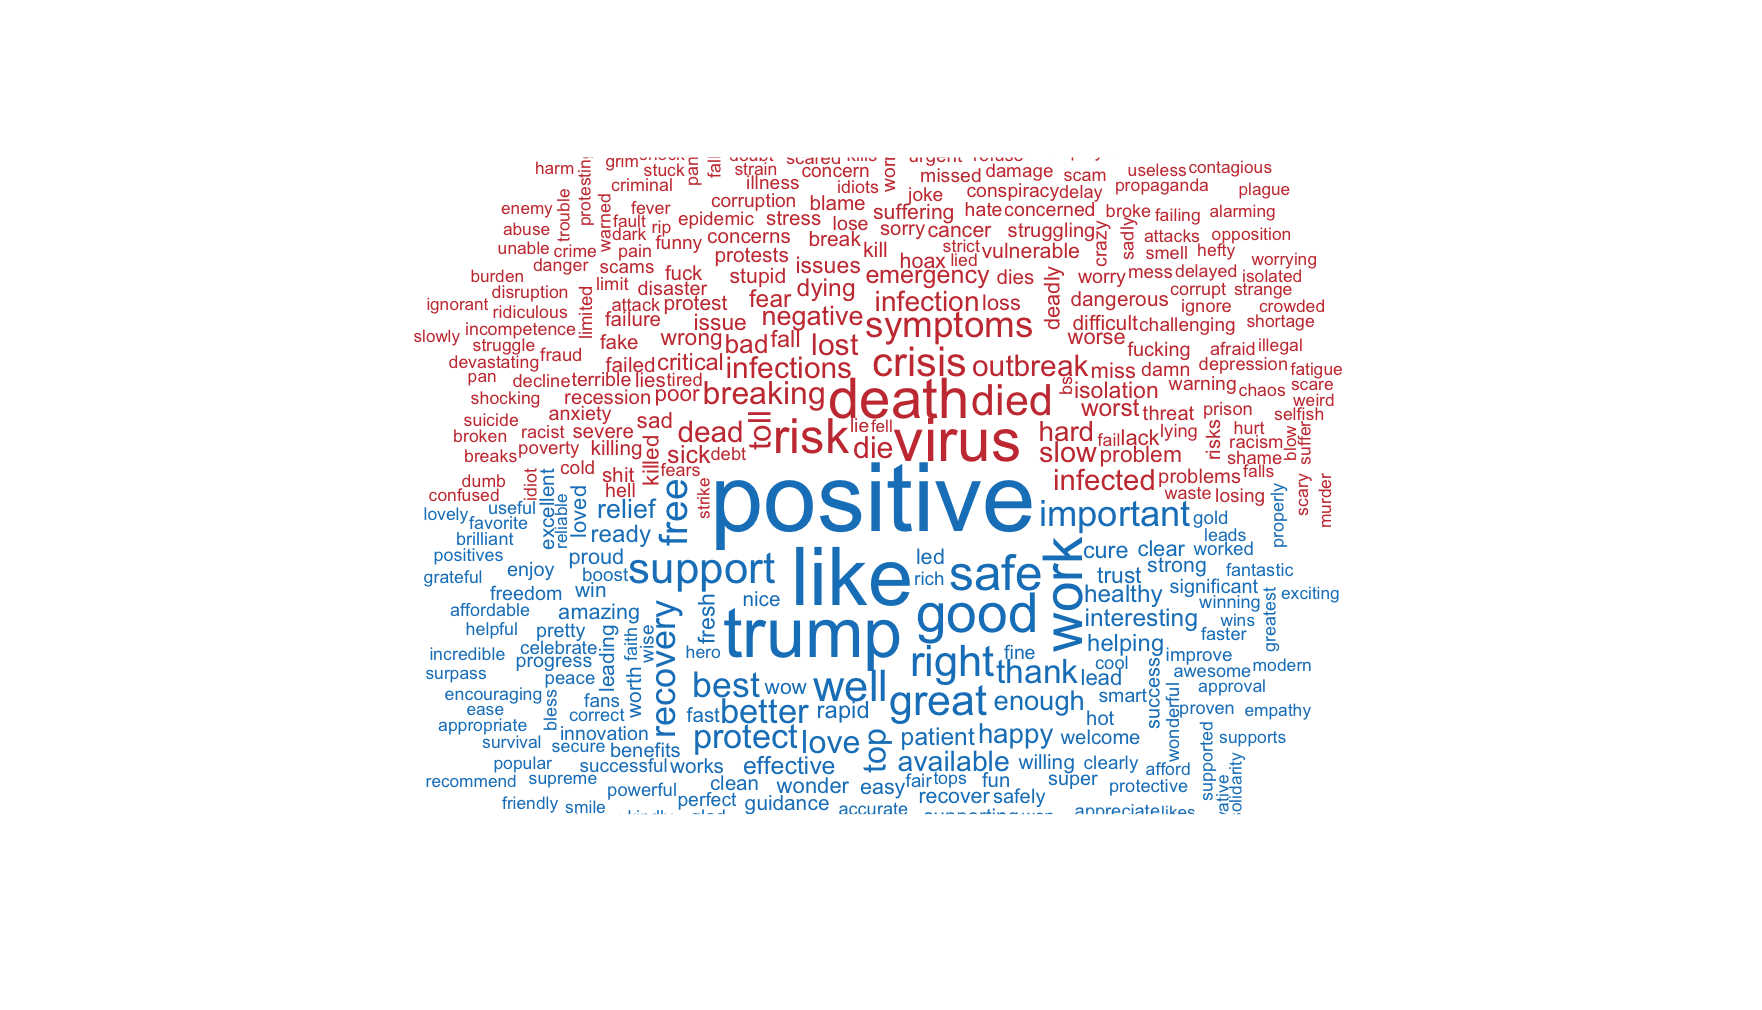 harm protesting grim stuck pan fall strain scared kills concern urgent refuse missed damage scam useless contagious
criminal illness idiots joke conspiracy delay propaganda plague
enemy trouble warned fault fever rip epidemic corruption stress blame lose suffering hate concerned broke failing alarming
abuse dark funny concerns break sorry cancer struggling crazy sadly attacks opposition
unable crime pain protests kill hoax lied strict vulnerable smell hefty worrying
burden danger scams limit fuck stupid issues emergency dies deadly worry mess delayed isolated
disruption disaster dying corrupt strange
ignorant ridiculous limited attack protest fear infection loss dangerous ignore crowded
slowly incompetence failure issue negative symptoms difficult challenging shortage
struggle fake wrong bad fall lost worse fucking afraid illegal
devastating fraud failed critical infections crisis outbreak miss damn depression fatigue
pan decline terrible lies tired bs isolation warning chaos scare
shocking recession poor breaking death died worst threat prison weird
suicide anxiety sad toll selfish
broken racist severe dead risk lie fell virus hard fail lack lying risks hurt racism blow suffer
breaks poverty killing killed sick debt die slow problem shame
dumb idiot cold shit fears infected problems falls
confused hell strike waste losing scary murder
lovely useful excellent reliable loved relief free positive important gold properly
favorite leads
brilliant ready
positives proud led work cure clear worked
grateful enjoy boost support like rich safe trust strong fantastic
freedom win nice healthy significant exciting
affordable amazing recovery fresh good winning greatest
helpful pretty faith wise trump interesting wins faster
incredible celebrate leading hero right fine helping improve
surpass progress peace thank cool lead awesome modern
encouraging bless fans worth best wow well great enough smart success wonderful approval
ease correct fast better rapid hot proven empathy
appropriate innovation
survival secure benefits protect love top patient happy welcome supported supports
popular successful works effective available willing clearly afford
recommend supreme powerful clean wonder easy fair tops fun super protective solidarity
friendly smile perfect guidance accurate recover safely appreciate likes